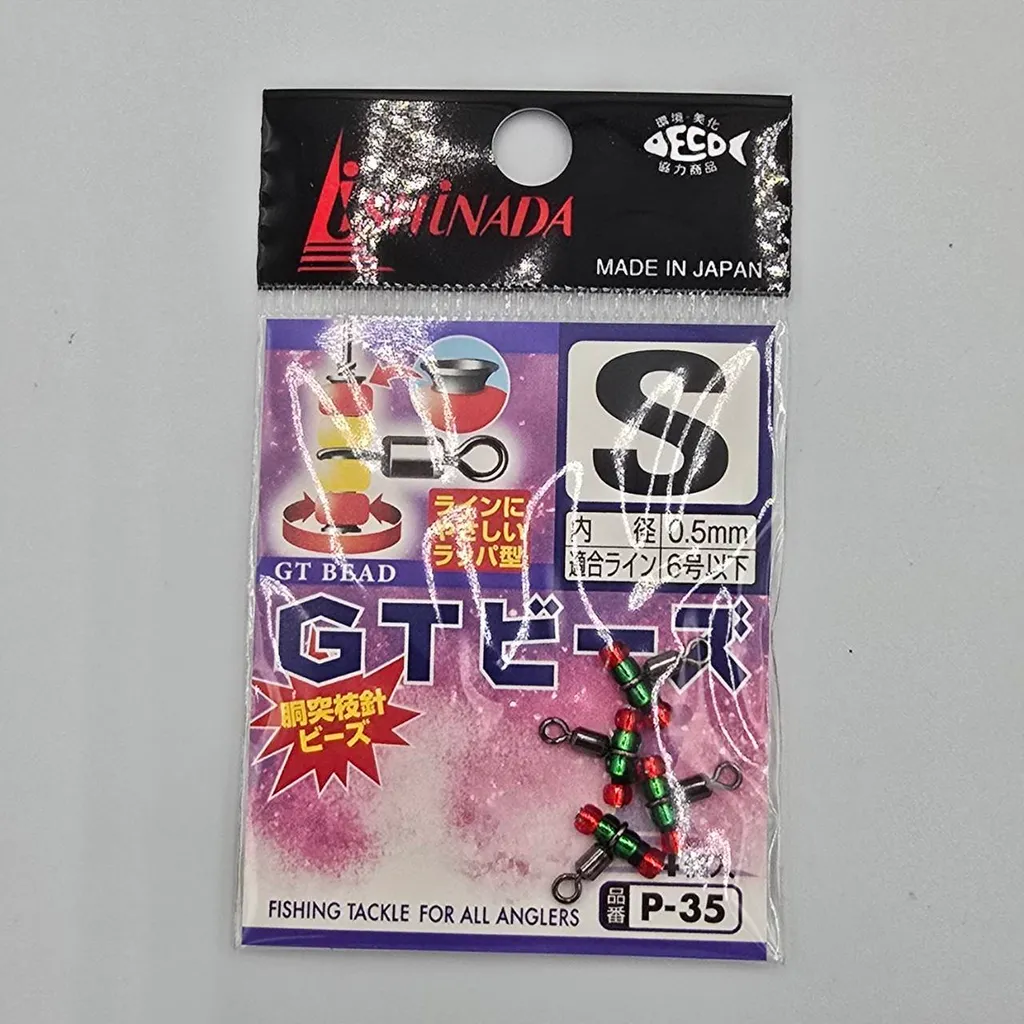 環境・美化
ECO
協力商品
iSHiNADA
MADE IN JAPAN
S
ラインに
やさしい
ラッパ型
内 径 0.5mm
適合ライン 6号以下
GT BEAD
GTビーズ
胴突枝針
ビーズ
FISHING TACKLE FOR ALL ANGLERS
品番 P-35